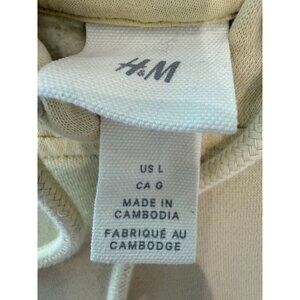 H&M
US L
CA G
MADE IN
CAMBODIA
FABRIQUÉ AU
CAMBODGE